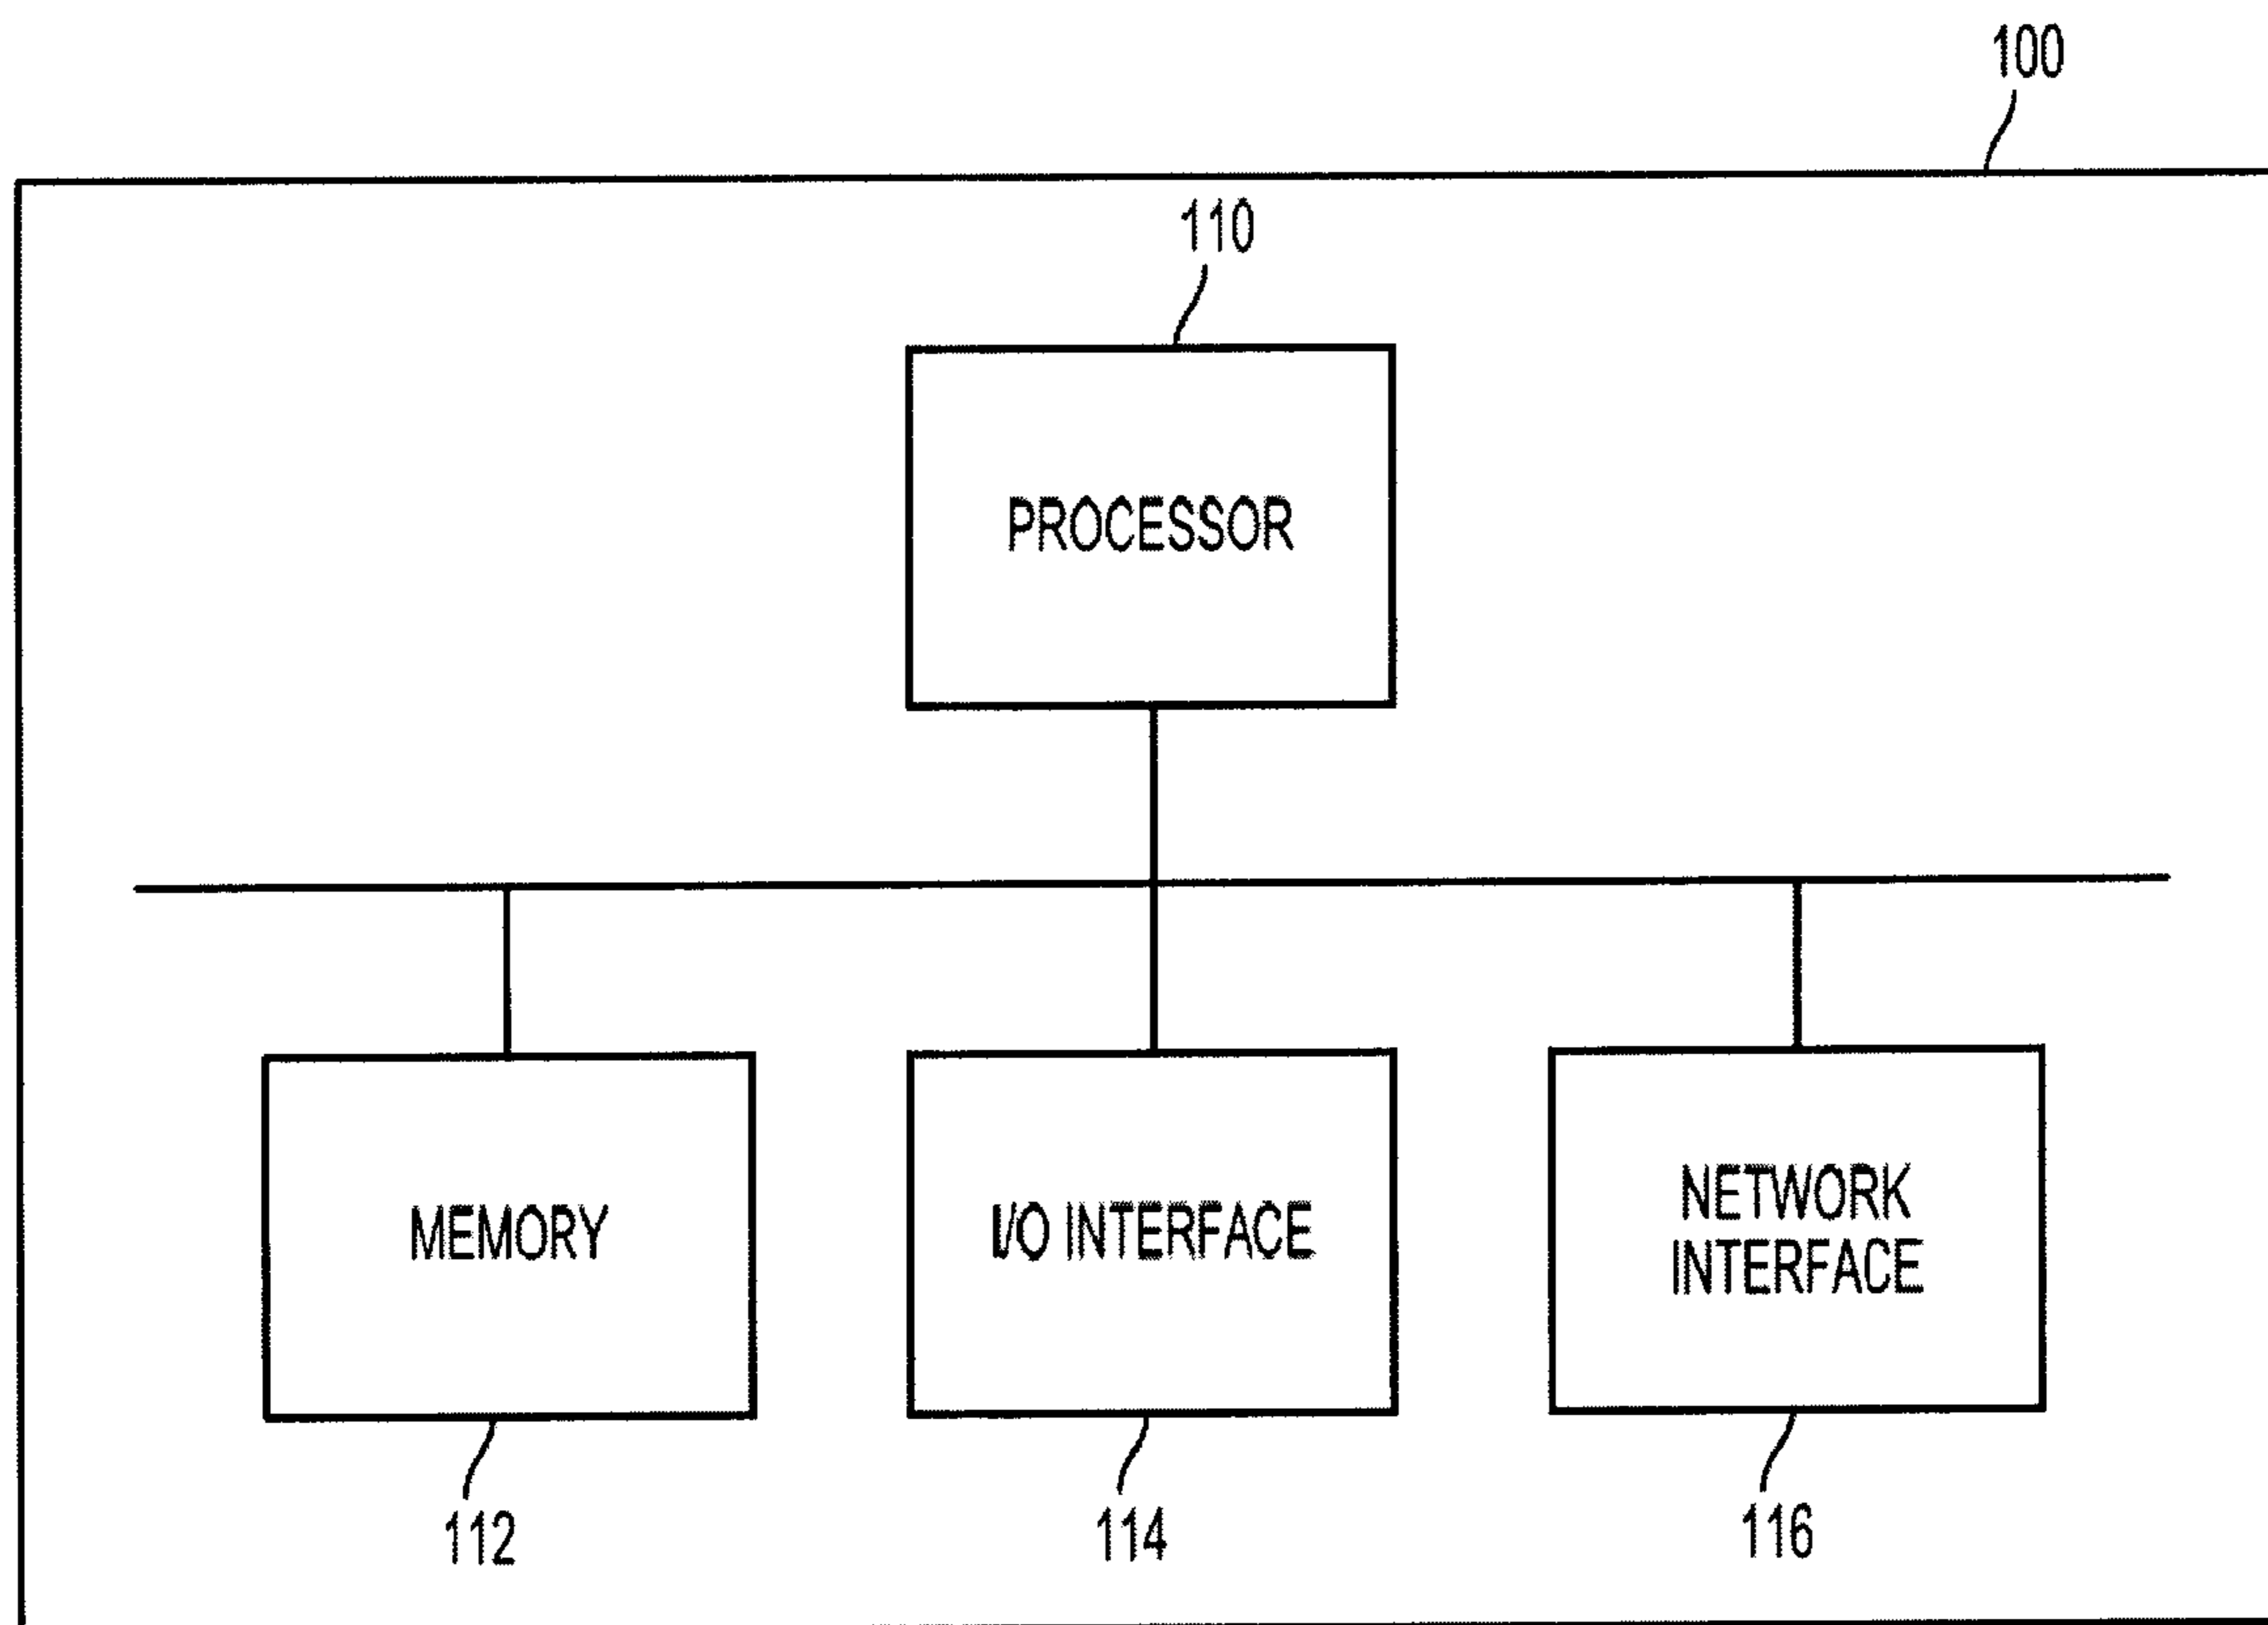 100
110
PROCESSOR
MEMORY
I/O INTERFACE
NETWORK
INTERFACE
112
114
116